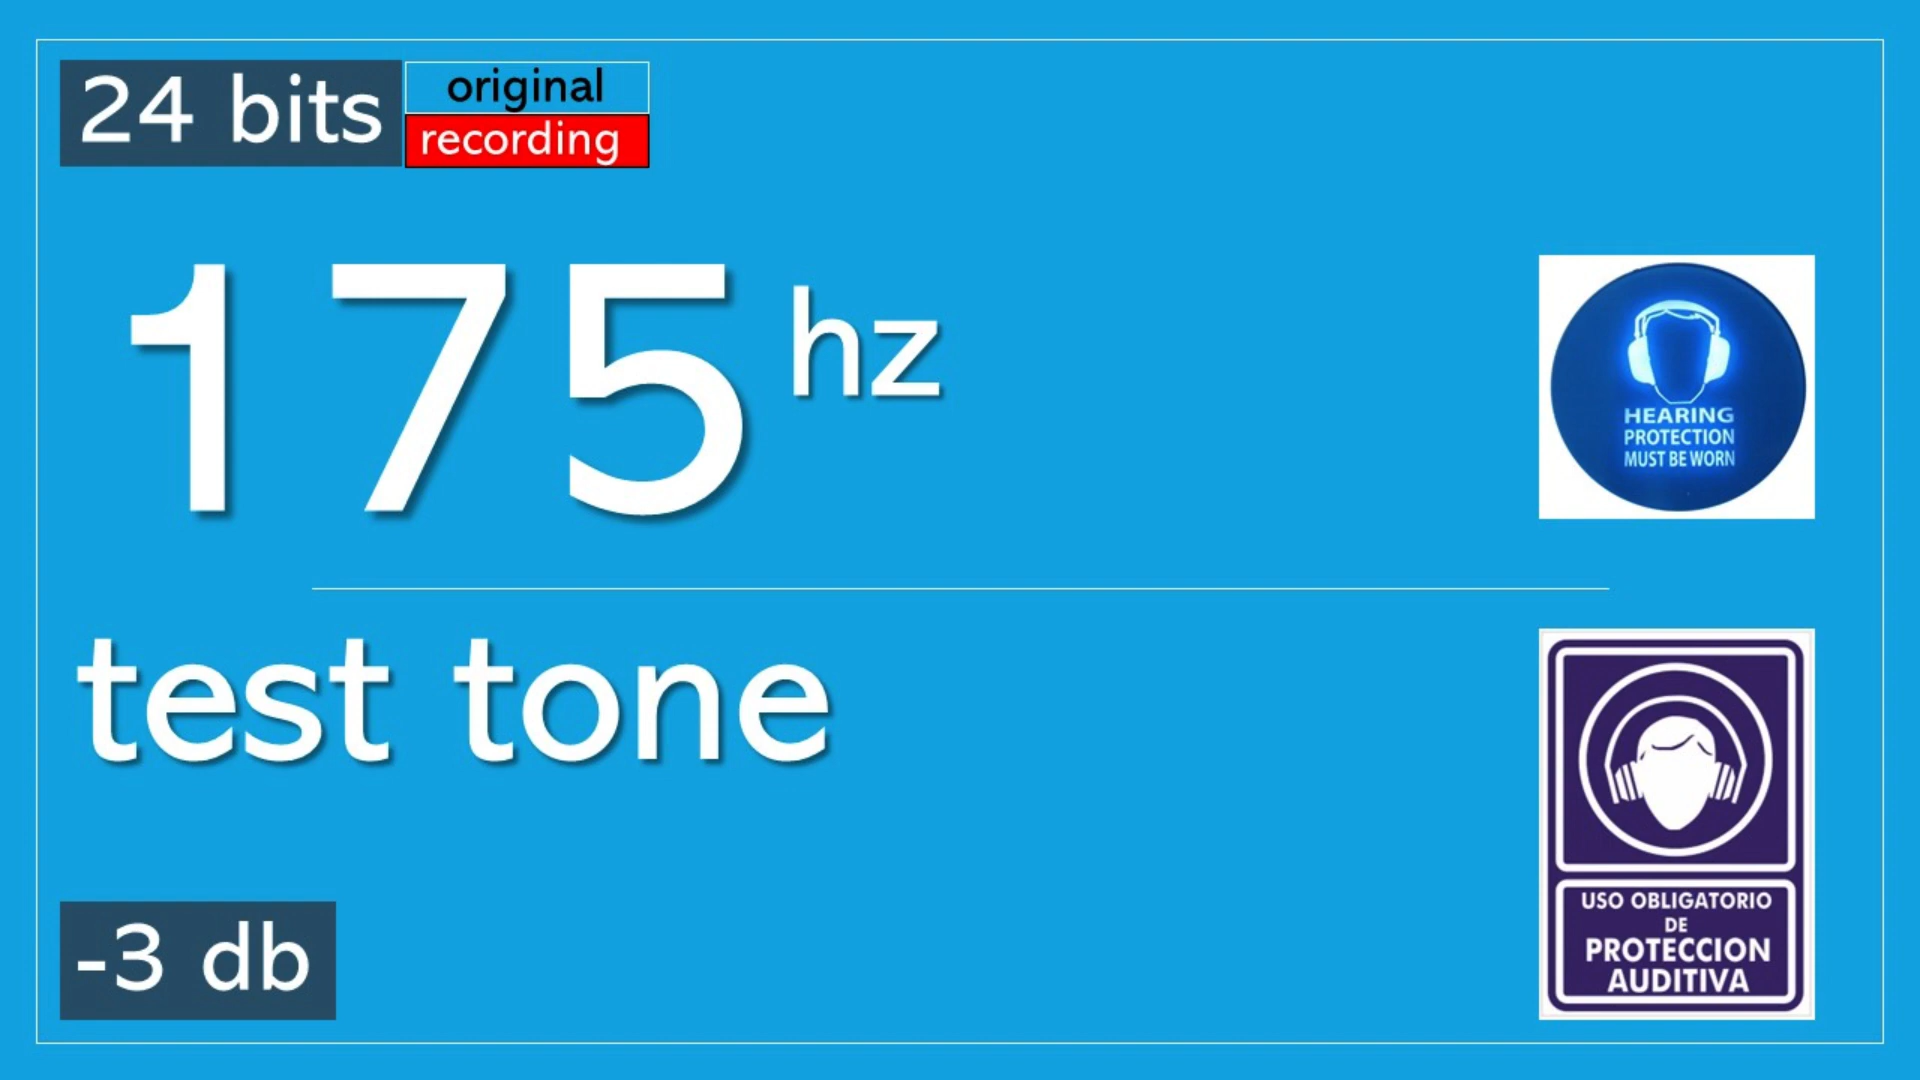 24 bits
original
recording
175 hz
HEARING
PROTECTION
MUST BE WORN
test tone
USO OBLIGATORIO
DE
PROTECCION
AUDITIVA
-3 db